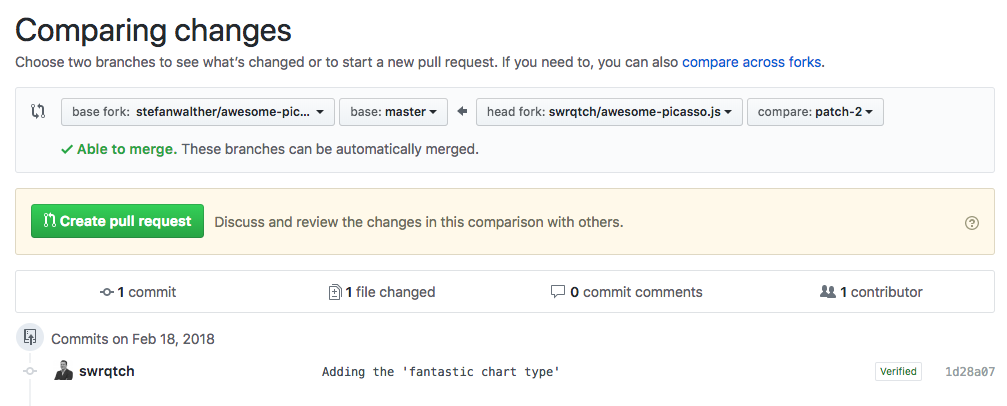 Comparing changes
Choose two branches to see what's changed or to start a new pull request. If you need to, you can also compare across forks.
base fork: stefanwalther/awesome-pic... base: master head fork: swrqtch/awesome-picasso.js compare: patch-2
Able to merge. These branches can be automatically merged.
Create pull request Discuss and review the changes in this comparison with others.
1 commit 1 file changed 0 commit comments 1 contributor
Commits on Feb 18, 2018
swrqtch Adding the 'fantastic chart type' Verified 1d28a07